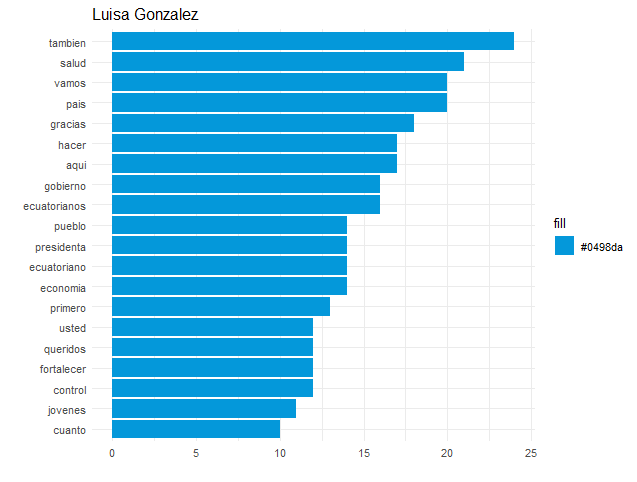 Luisa Gonzalez
tambien
salud
vamos
pais
gracias
hacer
aqui
gobierno
ecuatorianos
pueblo
presidenta
ecuatoriano
economia
primero
usted
queridos
fortalecer
control
jovenes
cuanto
0 5 10 15 20 25
fill
#0498da